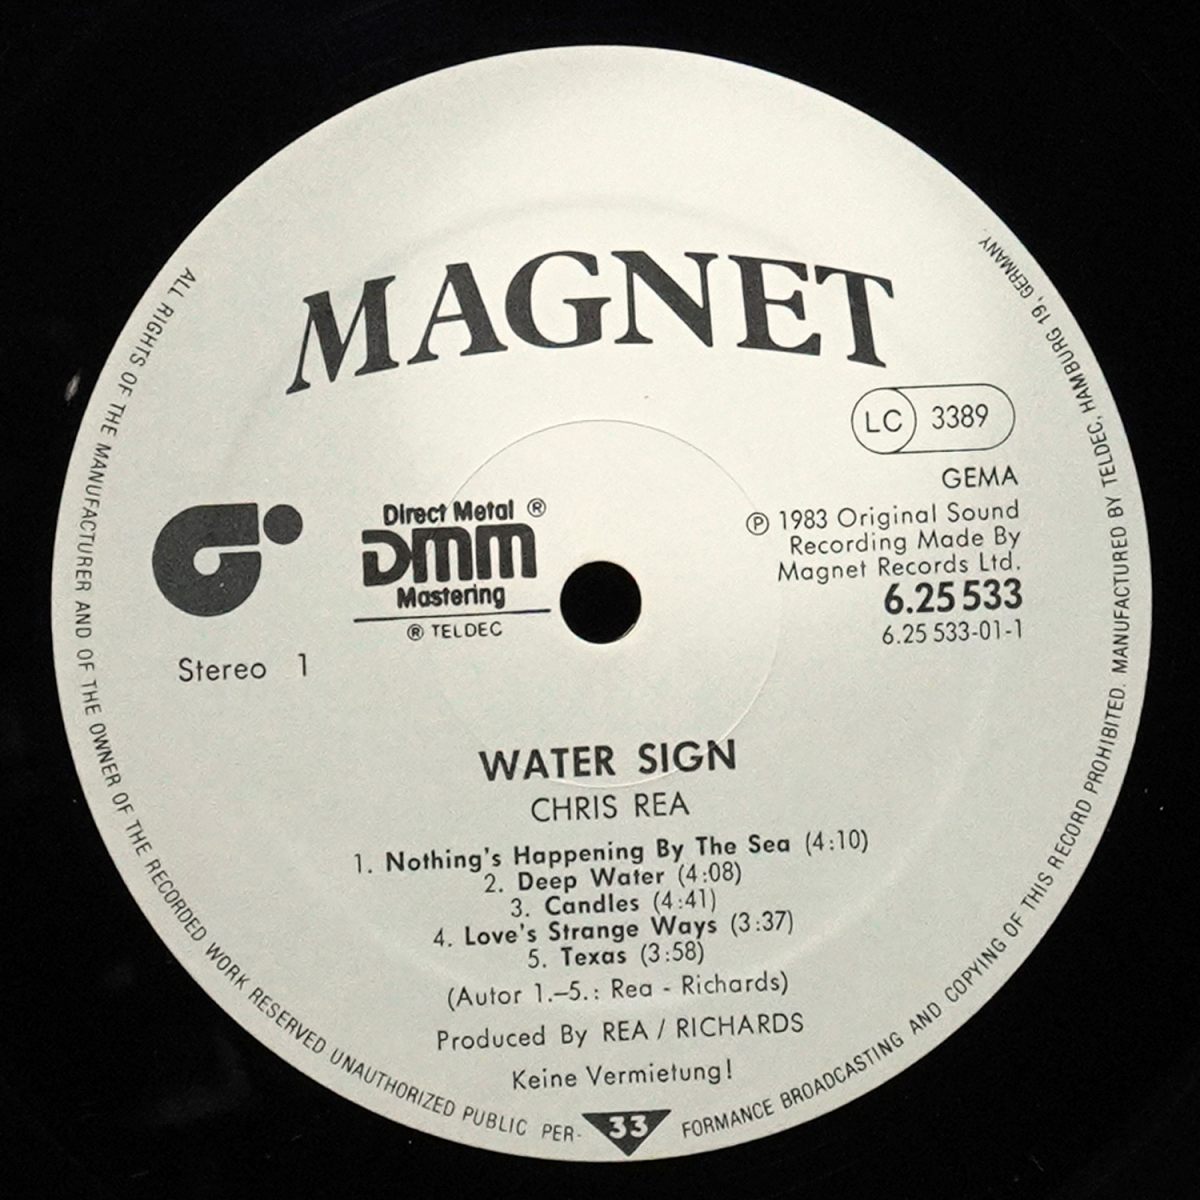 MAGNET
LC 3389
GEMA
Direct Metal ®
DMM
Mastering
® TELDEC
℗ 1983 Original Sound
Recording Made By
Magnet Records Ltd.
6.25 533
6.25 533-01-1
Stereo 1
WATER SIGN
CHRIS REA
1. Nothing's Happening By The Sea (4:10)
2. Deep Water (4:08)
3. Candles (4:41)
4. Love's Strange Ways (3:37)
5. Texas (3:58)
(Autor 1.–5.: Rea - Richards)
Produced By REA / RICHARDS
Keine Vermietung!
33
ALL RIGHTS OF THE MANUFACTURER AND OF THE OWNER OF THE RECORDED WORK RESERVED UNAUTHORIZED PUBLIC PER- FORMANCE BROADCASTING AND COPYING OF THIS RECORD PROHIBITED. MANUFACTURED BY TELDEC, HAMBURG 19, GERMANY